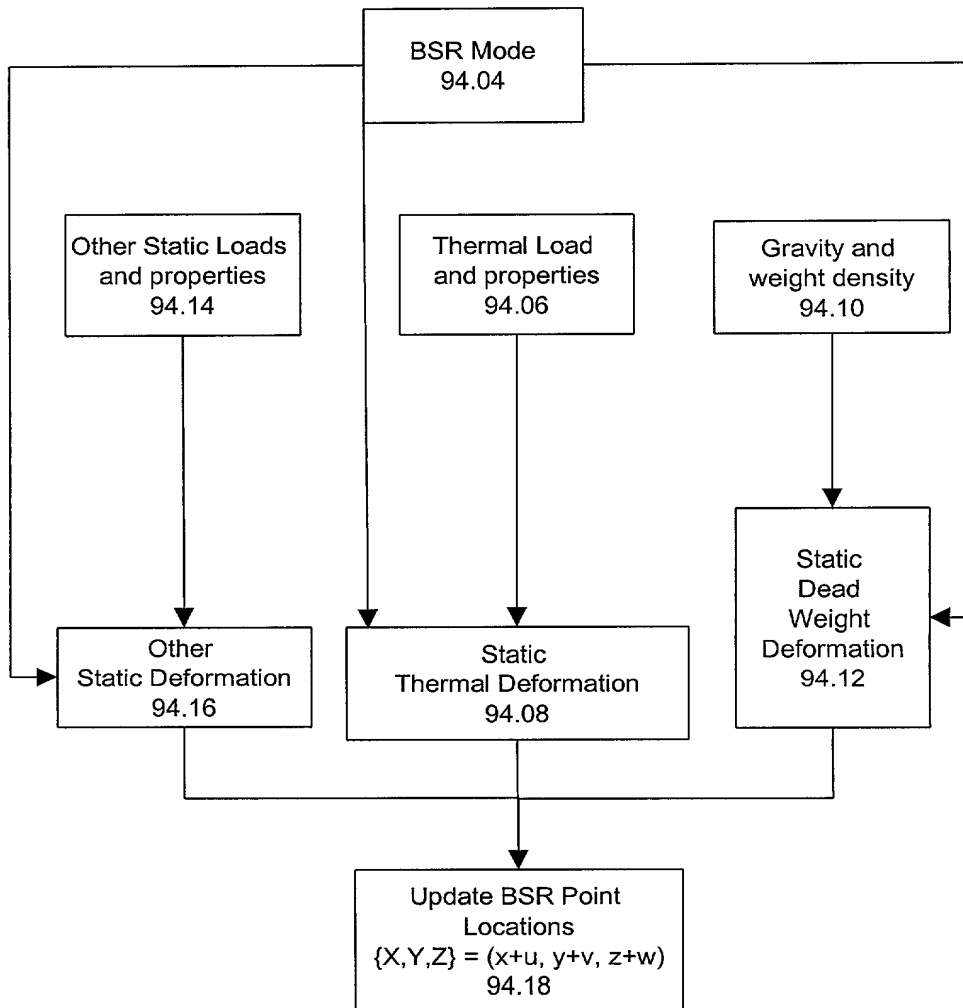 BSR Mode
94.04
Other Static Loads
and properties
94.14
Thermal Load
and properties
94.06
Gravity and
weight density
94.10
Static
Dead
Weight
Deformation
94.12
Other
Static Deformation
94.16
Static
Thermal Deformation
94.08
Update BSR Point
Locations
{X,Y,Z} = (x+u, y+v, z+w)
94.18